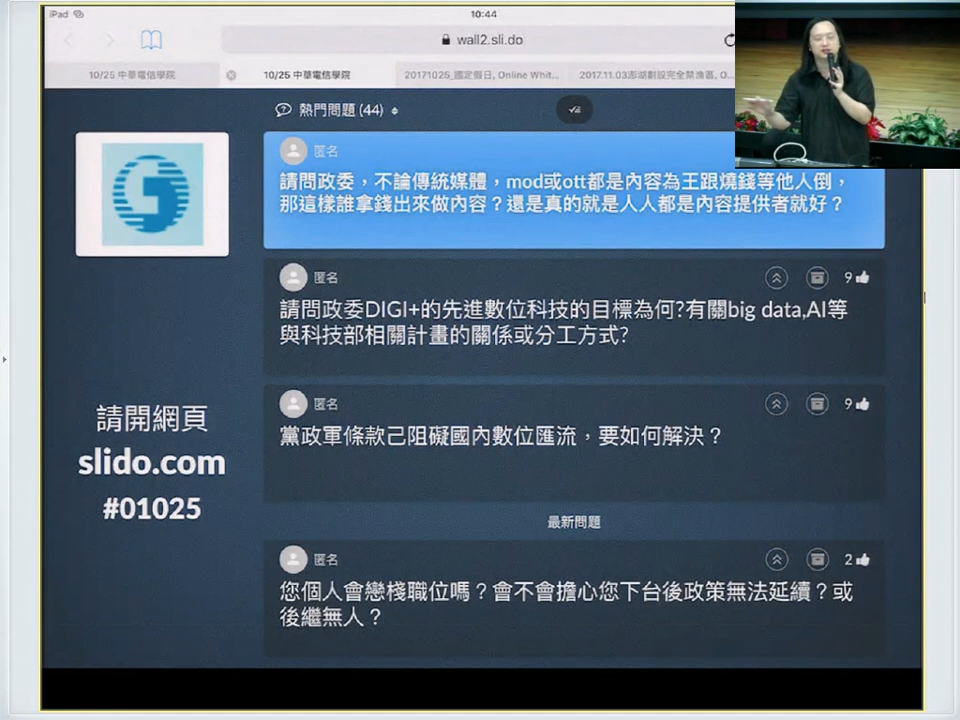 iPad
10:44
wall2.sli.do
10/25 中華電信學院
10/25 中華電信學院
20171025_國定假日, Online Whit...
2017.11.03澎湖劃設完全禁漁區, O...
熱門問題 (44)
匿名
請問政委，不論傳統媒體，mod或ott都是內容為王跟燒錢等他人倒，
那這樣誰拿錢出來做內容？還是真的就是人人都是內容提供者就好？
匿名
9
請問政委DIGI+的先進數位科技的目標為何?有關big data,AI等
與科技部相關計畫的關係或分工方式?
匿名
9
黨政軍條款己阻礙國內數位匯流，要如何解決？
請開網頁
slido.com
#01025
最新問題
匿名
2
您個人會戀棧職位嗎？會不會擔心您下台後政策無法延續？或
後繼無人？